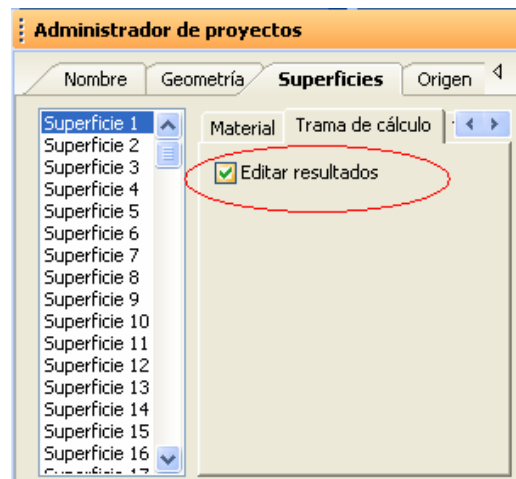 Administrador de proyectos
Nombre Geometría Superficies Origen
Superficie 1
Superficie 2
Superficie 3
Superficie 4
Superficie 5
Superficie 6
Superficie 7
Superficie 8
Superficie 9
Superficie 10
Superficie 11
Superficie 12
Superficie 13
Superficie 14
Superficie 15
Superficie 16
Material Trama de cálculo
Editar resultados